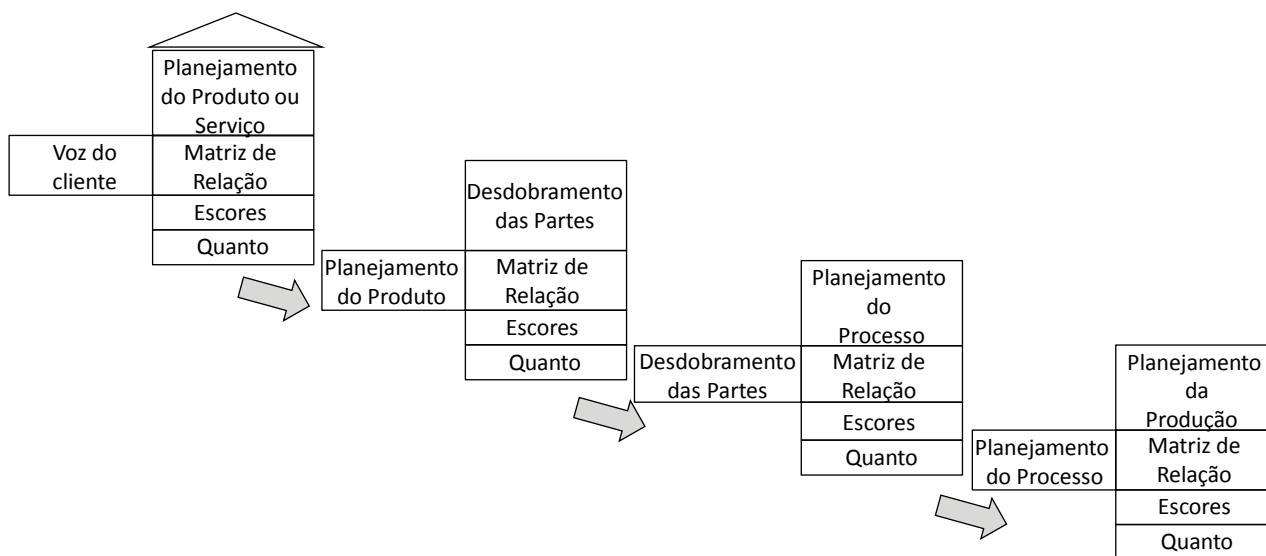 Planejamento
do Produto ou
Serviço
Voz do
cliente
Matriz de
Relação
Escores
Quanto
Desdobramento
das Partes
Planejamento
do Produto
Matriz de
Relação
Escores
Quanto
Planejamento
do
Processo
Desdobramento
das Partes
Matriz de
Relação
Escores
Quanto
Planejamento
da
Produção
Planejamento
do Processo
Matriz de
Relação
Escores
Quanto